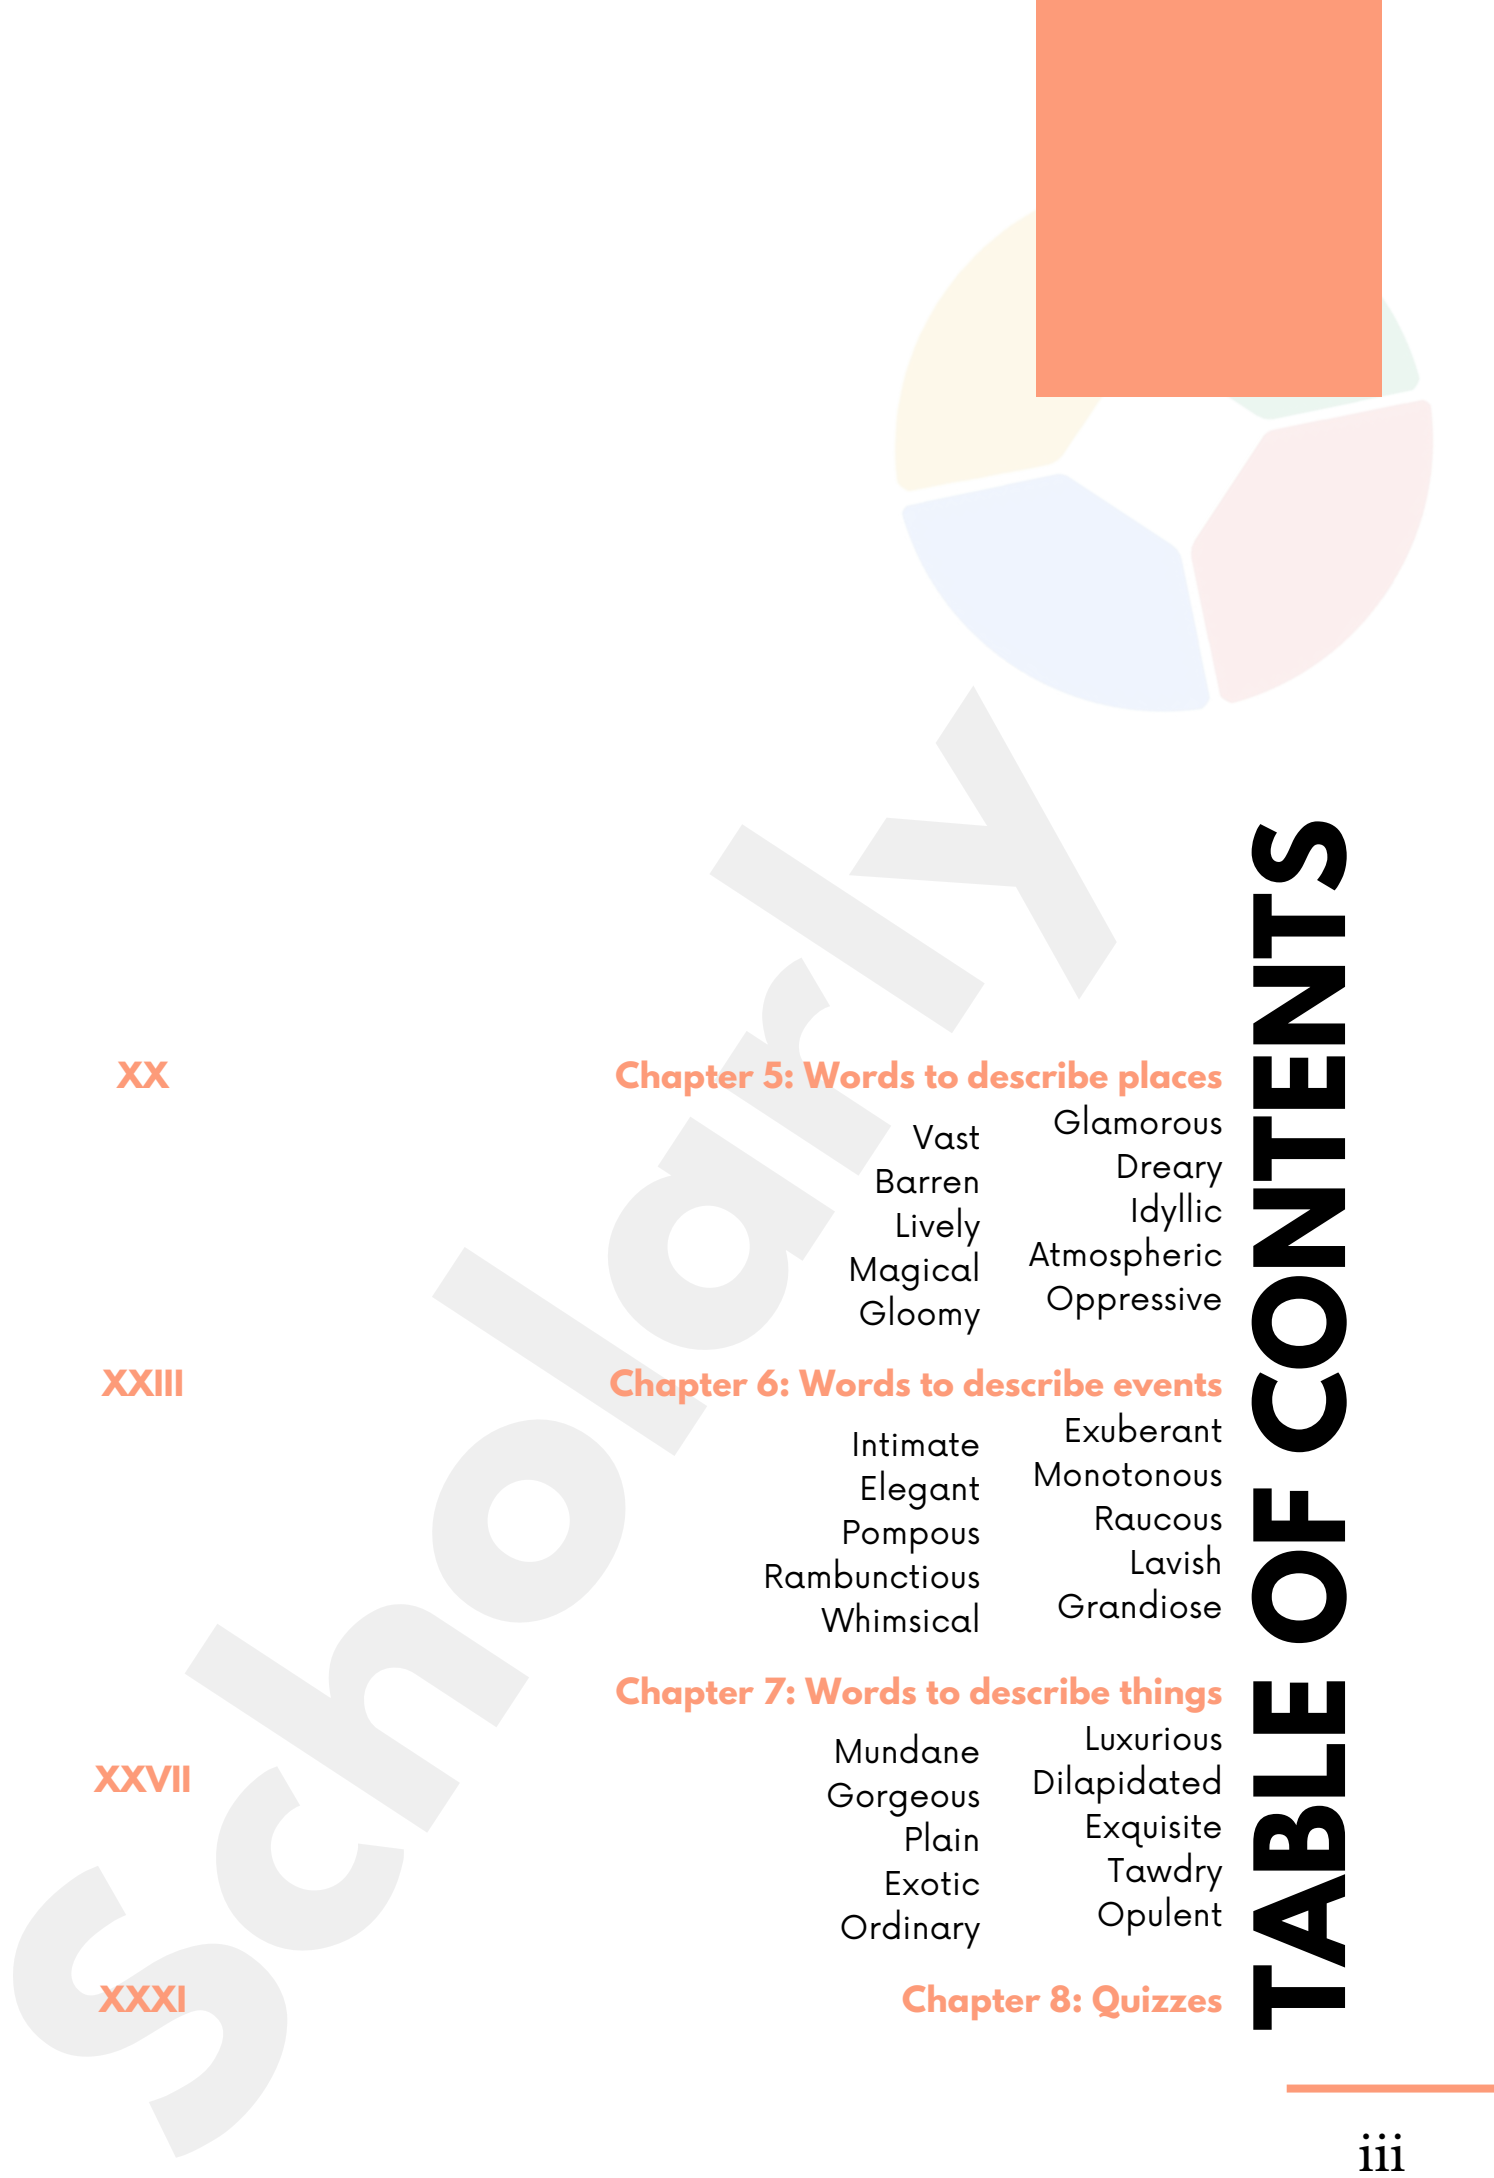 TABLE OF CONTENTS
XX Chapter 5: Words to describe places
Vast Glamorous
Barren Dreary
Lively Idyllic
Magical Atmospheric
Gloomy Oppressive
XXIII Chapter 6: Words to describe events
Intimate Exuberant
Elegant Monotonous
Pompous Raucous
Rambunctious Lavish
Whimsical Grandiose
Chapter 7: Words to describe things
XXVII
Mundane Luxurious
Gorgeous Dilapidated
Plain Exquisite
Exotic Tawdry
Ordinary Opulent
XXXI Chapter 8: Quizzes
iii
Scholarly